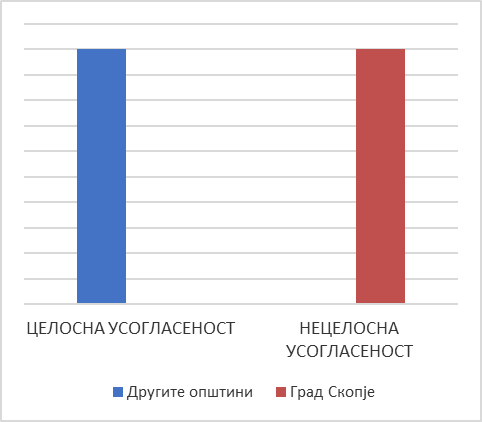 ЦЕЛОСНА УСОГЛАСЕНОСТ
НЕЦЕЛОСНА
УСОГЛАСЕНОСТ
Другите општини
Град Скопје